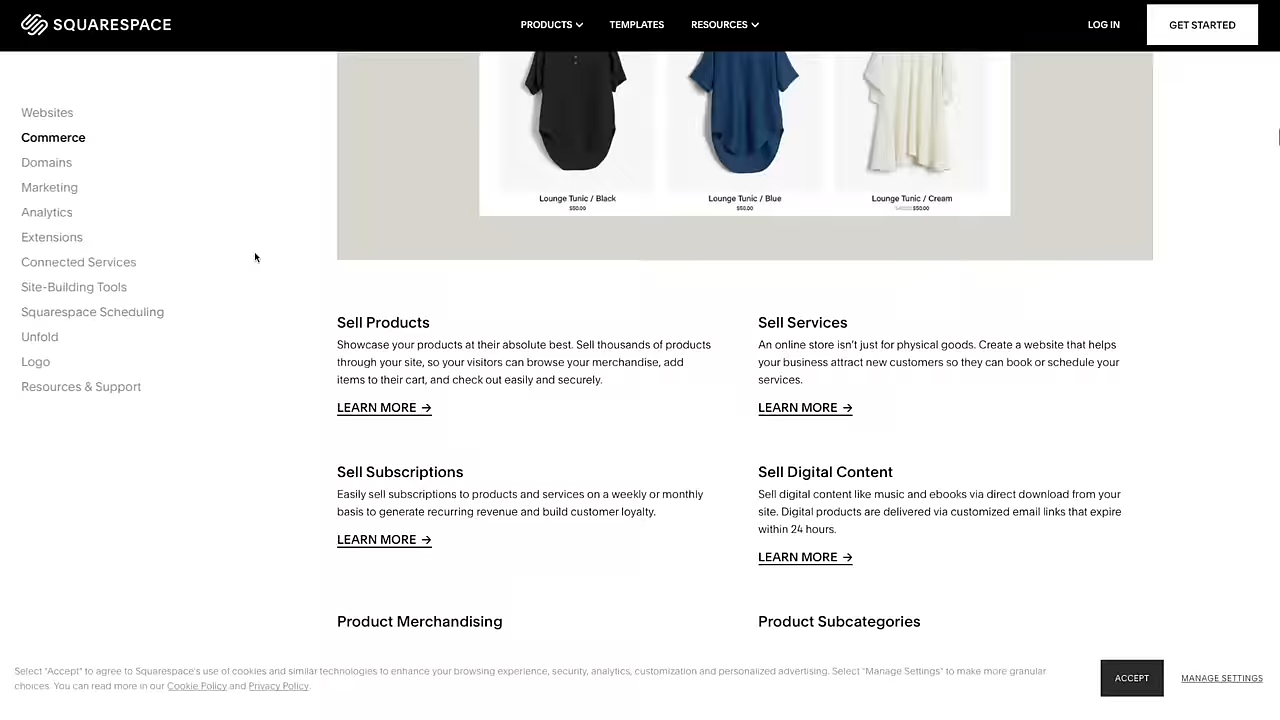 SQUARESPACE
PRODUCTS
TEMPLATES
RESOURCES
LOG IN
GET STARTED
Websites
Commerce
Domains
Marketing
Analytics
Extensions
Connected Services
Site-Building Tools
Squarespace Scheduling
Unfold
Logo
Resources & Support
Lounge Tunic / Black
$50.00
Lounge Tunic / Blue
$50.00
Lounge Tunic / Cream
$50.00
Sell Products
Showcase your products at their absolute best. Sell thousands of products
through your site, so your visitors can browse your merchandise, add
items to their cart, and check out easily and securely.
LEARN MORE →
Sell Services
An online store isn't just for physical goods. Create a website that helps
your business attract new customers so they can book or schedule your
services.
LEARN MORE →
Sell Subscriptions
Easily sell subscriptions to products and services on a weekly or monthly
basis to generate recurring revenue and build customer loyalty.
LEARN MORE →
Sell Digital Content
Sell digital content like music and ebooks via direct download from your
site. Digital products are delivered via customized email links that expire
within 24 hours.
LEARN MORE →
Product Merchandising
Product Subcategories
Select "Accept" to agree to Squarespace's use of cookies and similar technologies to enhance your browsing experience, security, analytics, customization and personalized advertising. Select "Manage Settings" to make more granular
choices. You can read more in our Cookie Policy and Privacy Policy.
ACCEPT
MANAGE SETTINGS